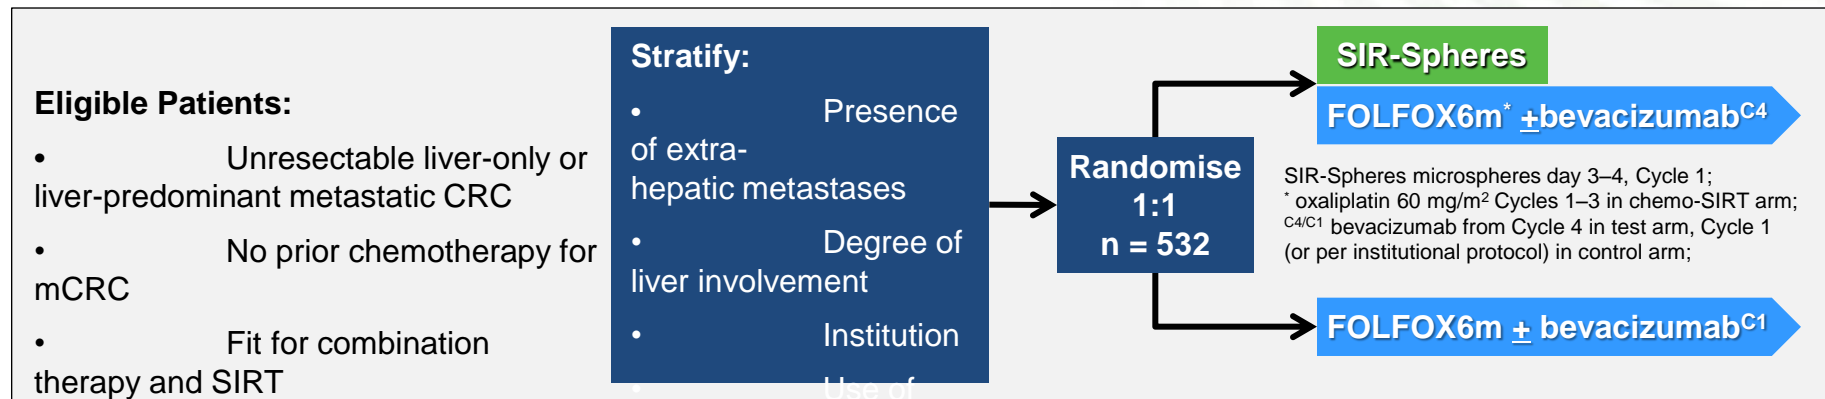 Eligible Patients:
• Unresectable liver-only or
liver-predominant metastatic CRC
• No prior chemotherapy for
mCRC
• Fit for combination
therapy and SIRT
Stratify:
• Presence
of extra-
hepatic metastases
• Degree of
liver involvement
• Institution
• Use of
Randomise
1:1
n = 532
SIR-Spheres
FOLFOX6m* ±bevacizumabC4
SIR-Spheres microspheres day 3–4, Cycle 1;
* oxaliplatin 60 mg/m2 Cycles 1–3 in chemo-SIRT arm;
C4/C1 bevacizumab from Cycle 4 in test arm, Cycle 1
(or per institutional protocol) in control arm;
FOLFOX6m ± bevacizumabC1